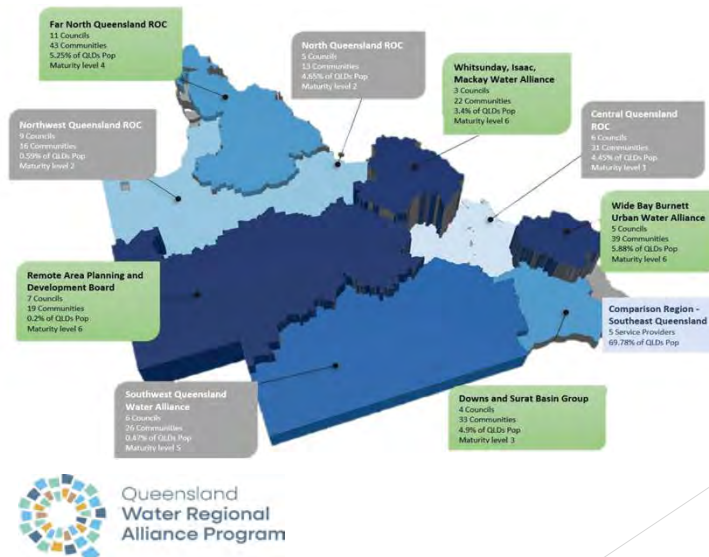 Far North Queensland ROC
11 Councils
43 Communities
5.25% of QLDs Pop
Maturity level 4
North Queensland ROC
5 Councils
13 Communities
4.65% of QLDs Pop
Maturity level 2
Whitsunday, Isaac,
Mackay Water Alliance
3 Councils
22 Communities
3.4% of QLDs Pop
Maturity level 6
Central Queensland
ROC
6 Councils
31 Communities
4.45% of QLDs Pop
Maturity level 1
Northwest Queensland ROC
9 Councils
16 Communities
0.59% of QLDs Pop
Maturity level 2
Wide Bay Burnett
Urban Water Alliance
5 Councils
39 Communities
5.88% of QLDs Pop
Maturity level 6
Remote Area Planning and
Development Board
7 Councils
19 Communities
0.2% of QLDs Pop
Maturity level 6
Comparison Region -
Southeast Queensland
5 Service Providers
69.78% of QLDs Pop
Southwest Queensland
Water Alliance
6 Councils
26 Communities
0.47% of QLDs Pop
Maturity level 5
Downs and Surat Basin Group
4 Councils
33 Communities
4.9% of QLDs Pop
Maturity level 3
Queensland
Water Regional
Alliance Program